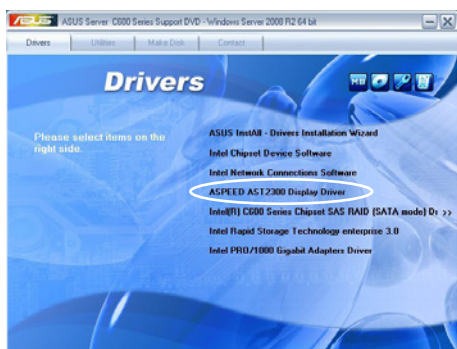 ASUS Server C600 Series Support DVD - Windows Server 2008 R2 64 bit
Drivers
Utilities
Make Disk
Contact
Drivers
Please select items on the
right side.
ASUS InstAll - Drivers Installation Wizard
Intel Chipset Device Software
Intel Network Connections Software
ASPEED AST2300 Display Driver
Intel(R) C600 Series Chipset SAS RAID (SATA mode) Dr >>
Intel Rapid Storage Technology enterprise 3.0
Intel PRO/1000 Gigabit Adapters Driver